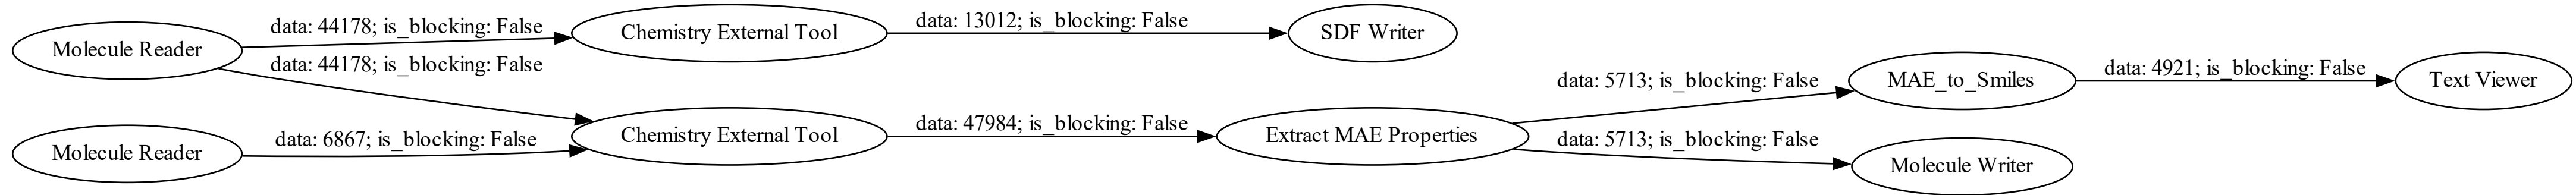 Molecule Reader
data: 44178; is_blocking: False
Chemistry External Tool
data: 13012; is_blocking: False
SDF Writer
data: 44178; is_blocking: False
Molecule Reader
data: 6867; is_blocking: False
Chemistry External Tool
data: 47984; is_blocking: False
Extract MAE Properties
data: 5713; is_blocking: False
MAE_to_Smiles
data: 4921; is_blocking: False
Text Viewer
data: 5713; is_blocking: False
Molecule Writer